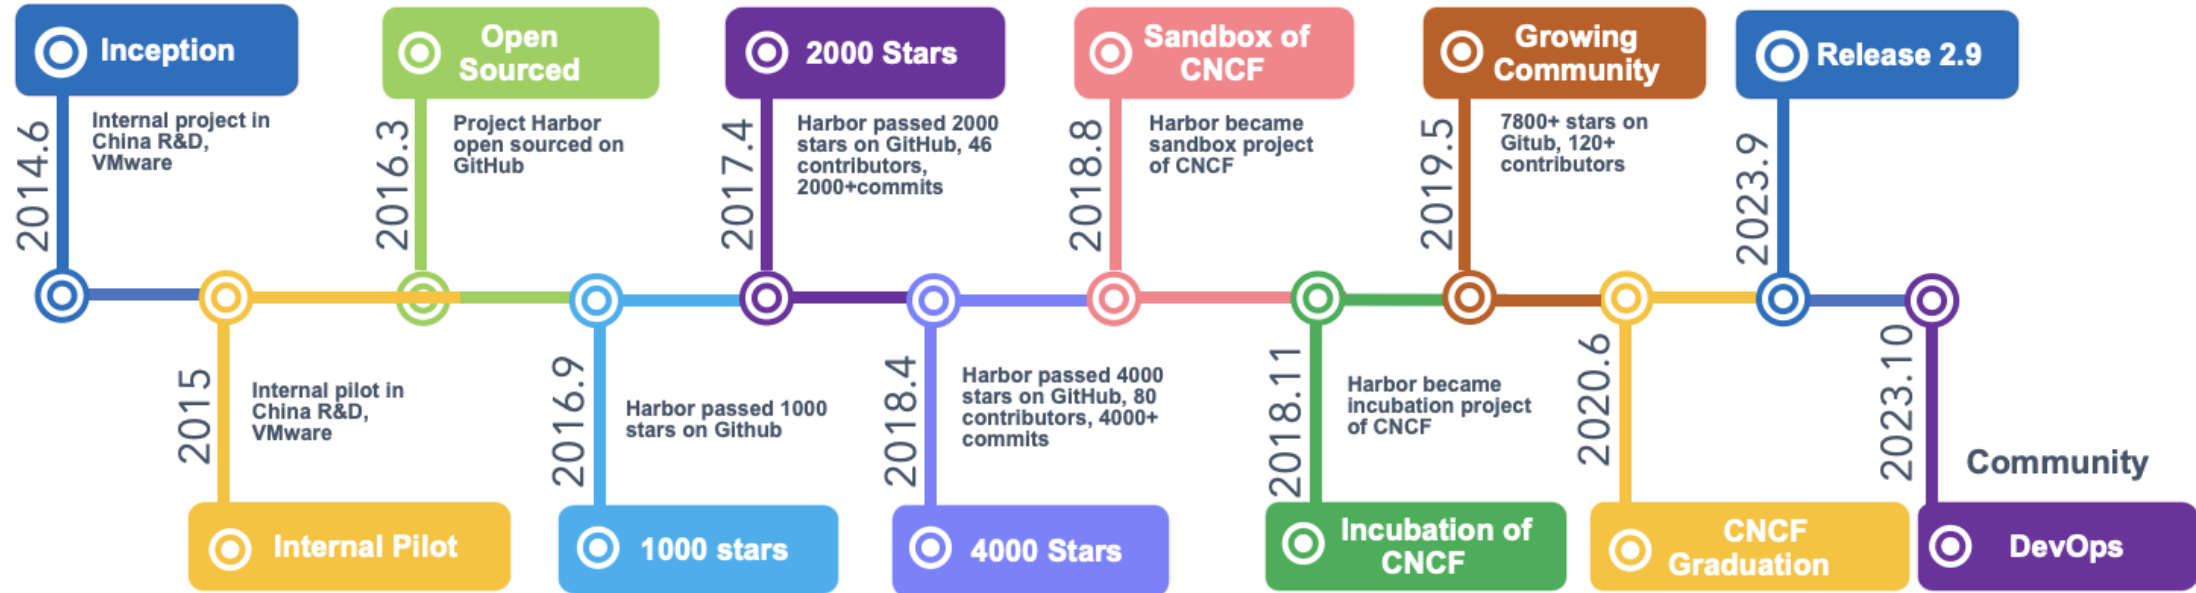 Inception
2014.6
Internal project in
China R&D,
VMware
2015
Internal pilot in
China R&D,
VMware
Internal Pilot
Open
Sourced
2016.3
Project Harbor
open sourced on
GitHub
2016.9
Harbor passed 1000
stars on Github
1000 stars
2000 Stars
2017.4
Harbor passed 2000
stars on GitHub, 46
contributors,
2000+commits
2018.4
Harbor passed 4000
stars on GitHub, 80
contributors, 4000+
commits
4000 Stars
Sandbox of
CNCF
2018.8
Harbor became
sandbox project
of CNCF
2018.11
Harbor became
incubation project
of CNCF
Incubation of
CNCF
Growing
Community
2019.5
7800+ stars on
Gitub, 120+
contributors
2020.6
CNCF
Graduation
Release 2.9
2023.9
2023.10
Community
DevOps